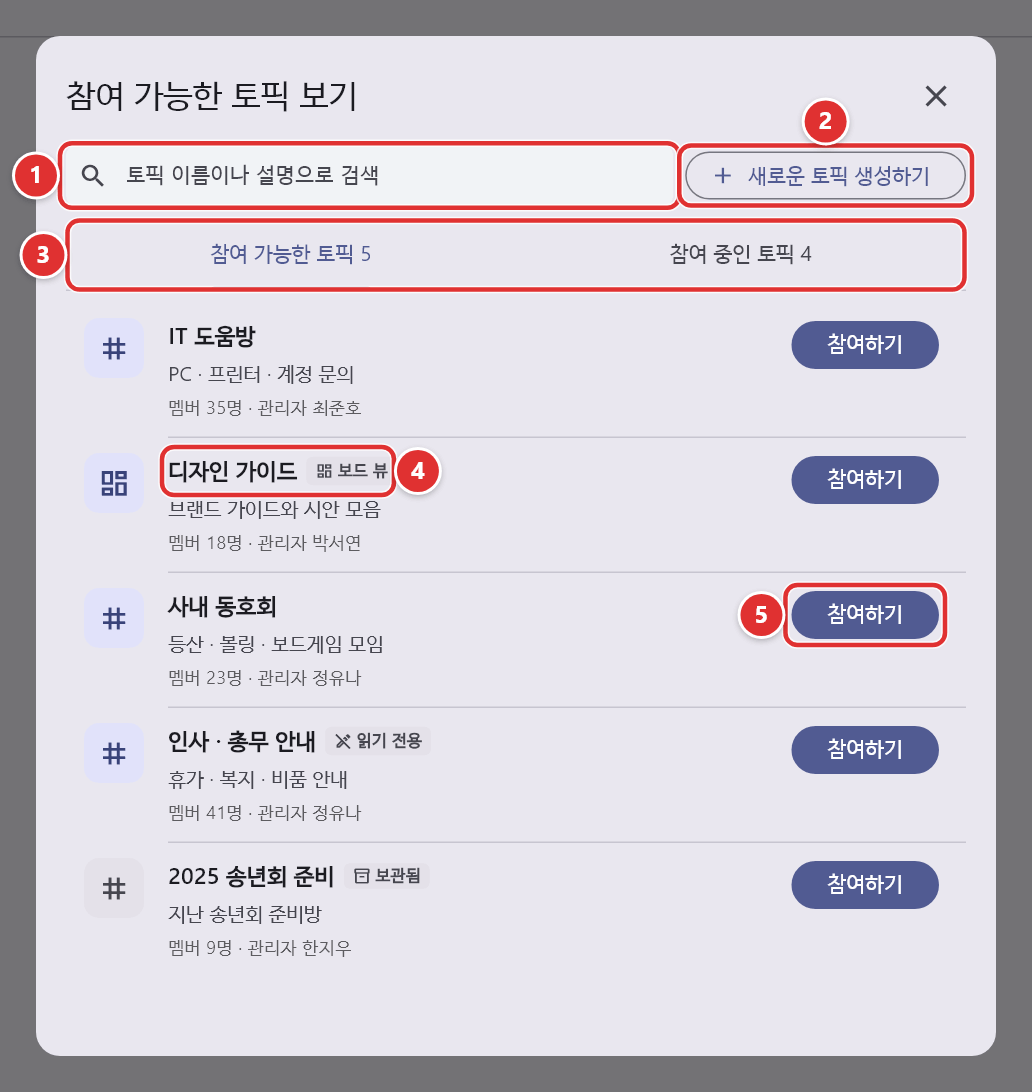 참여 가능한 토픽 보기
2
1
토픽 이름이나 설명으로 검색
새로운 토픽 생성하기
3
참여 가능한 토픽 5
참여 중인 토픽 4
IT 도움방
참여하기
PC · 프린터 · 계정 문의
멤버 35명 · 관리자 최준호
디자인 가이드
보드 뷰
4
참여하기
브랜드 가이드와 시안 모음
멤버 18명 · 관리자 박서연
사내 동호회
5
참여하기
등산 · 볼링 · 보드게임 모임
멤버 23명 · 관리자 정유나
인사 · 총무 안내
읽기 전용
참여하기
휴가 · 복지 · 비품 안내
멤버 41명 · 관리자 정유나
2025 송년회 준비
보관됨
참여하기
지난 송년회 준비방
멤버 9명 · 관리자 한지우